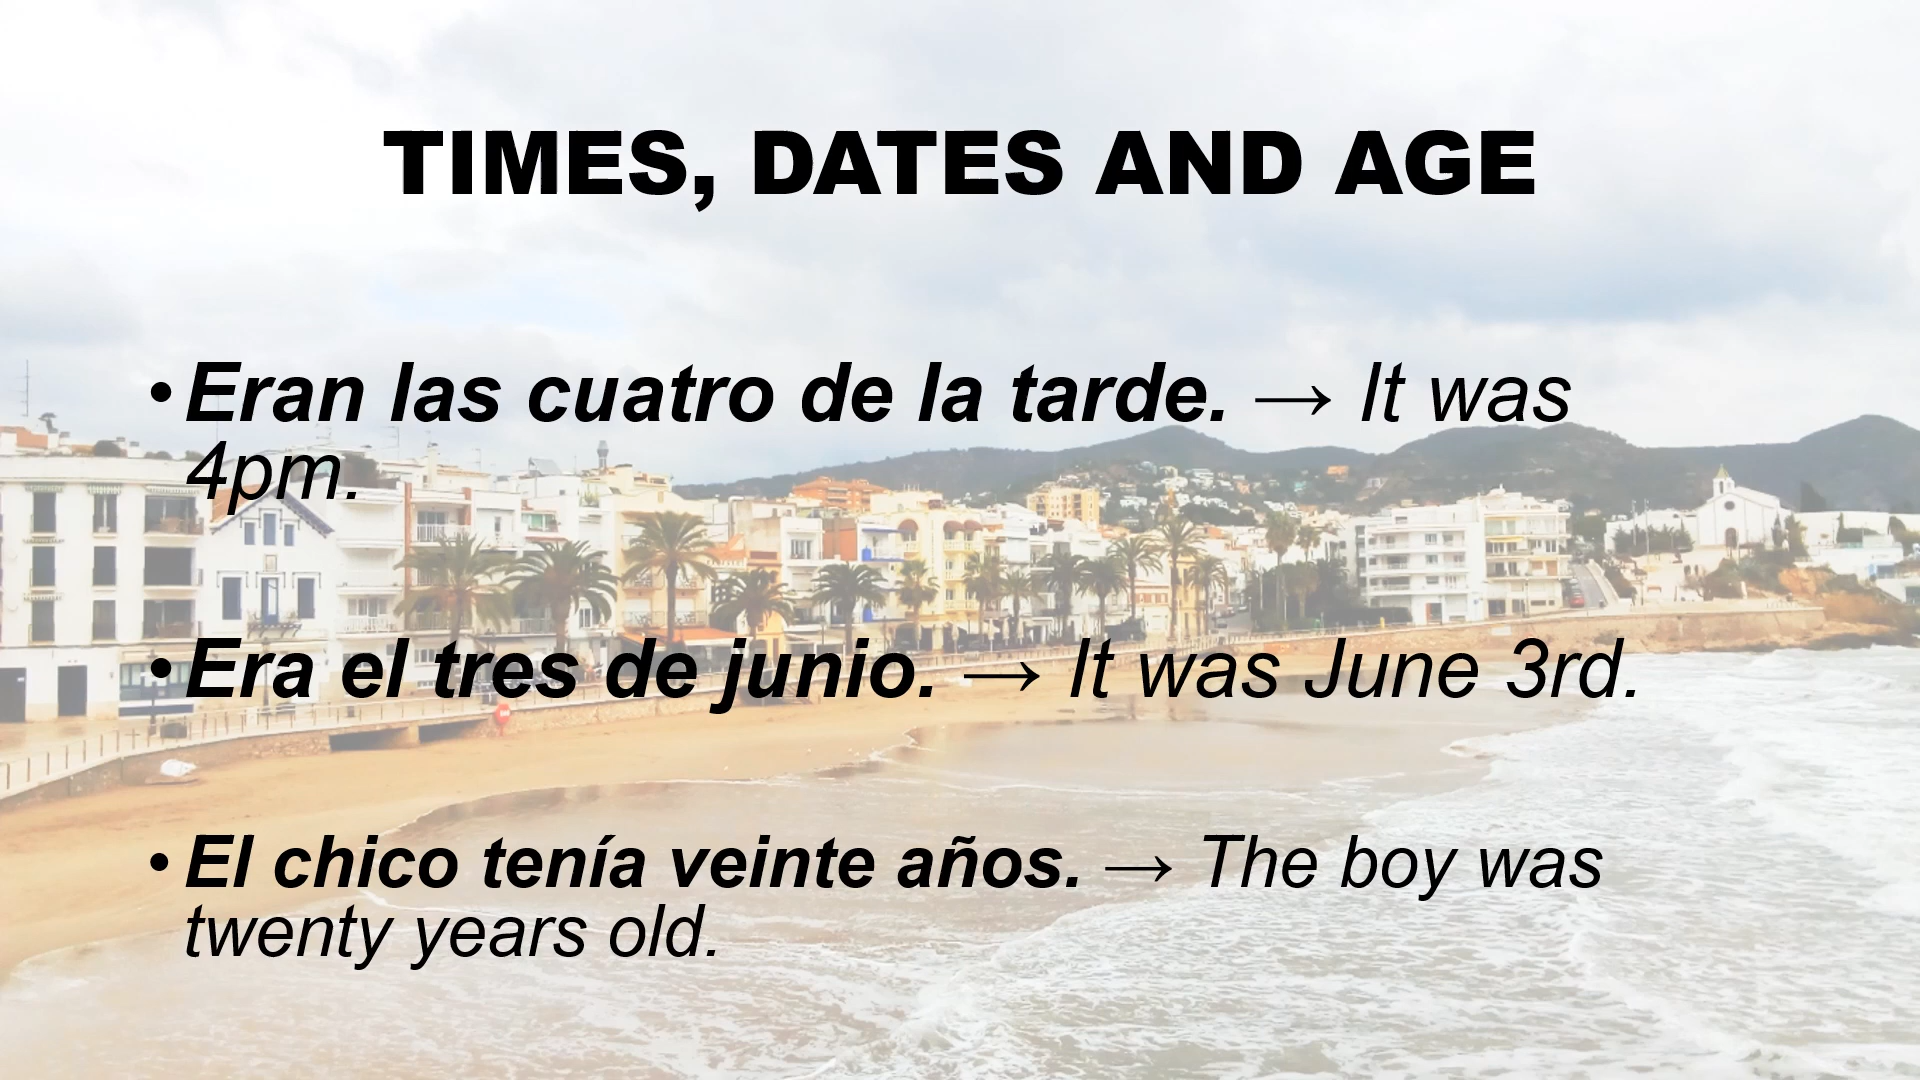 TIMES, DATES AND AGE
• Eran las cuatro de la tarde. → It was
4pm.
• Era el tres de junio. → It was June 3rd.
• El chico tenía veinte años. → The boy was
twenty years old.